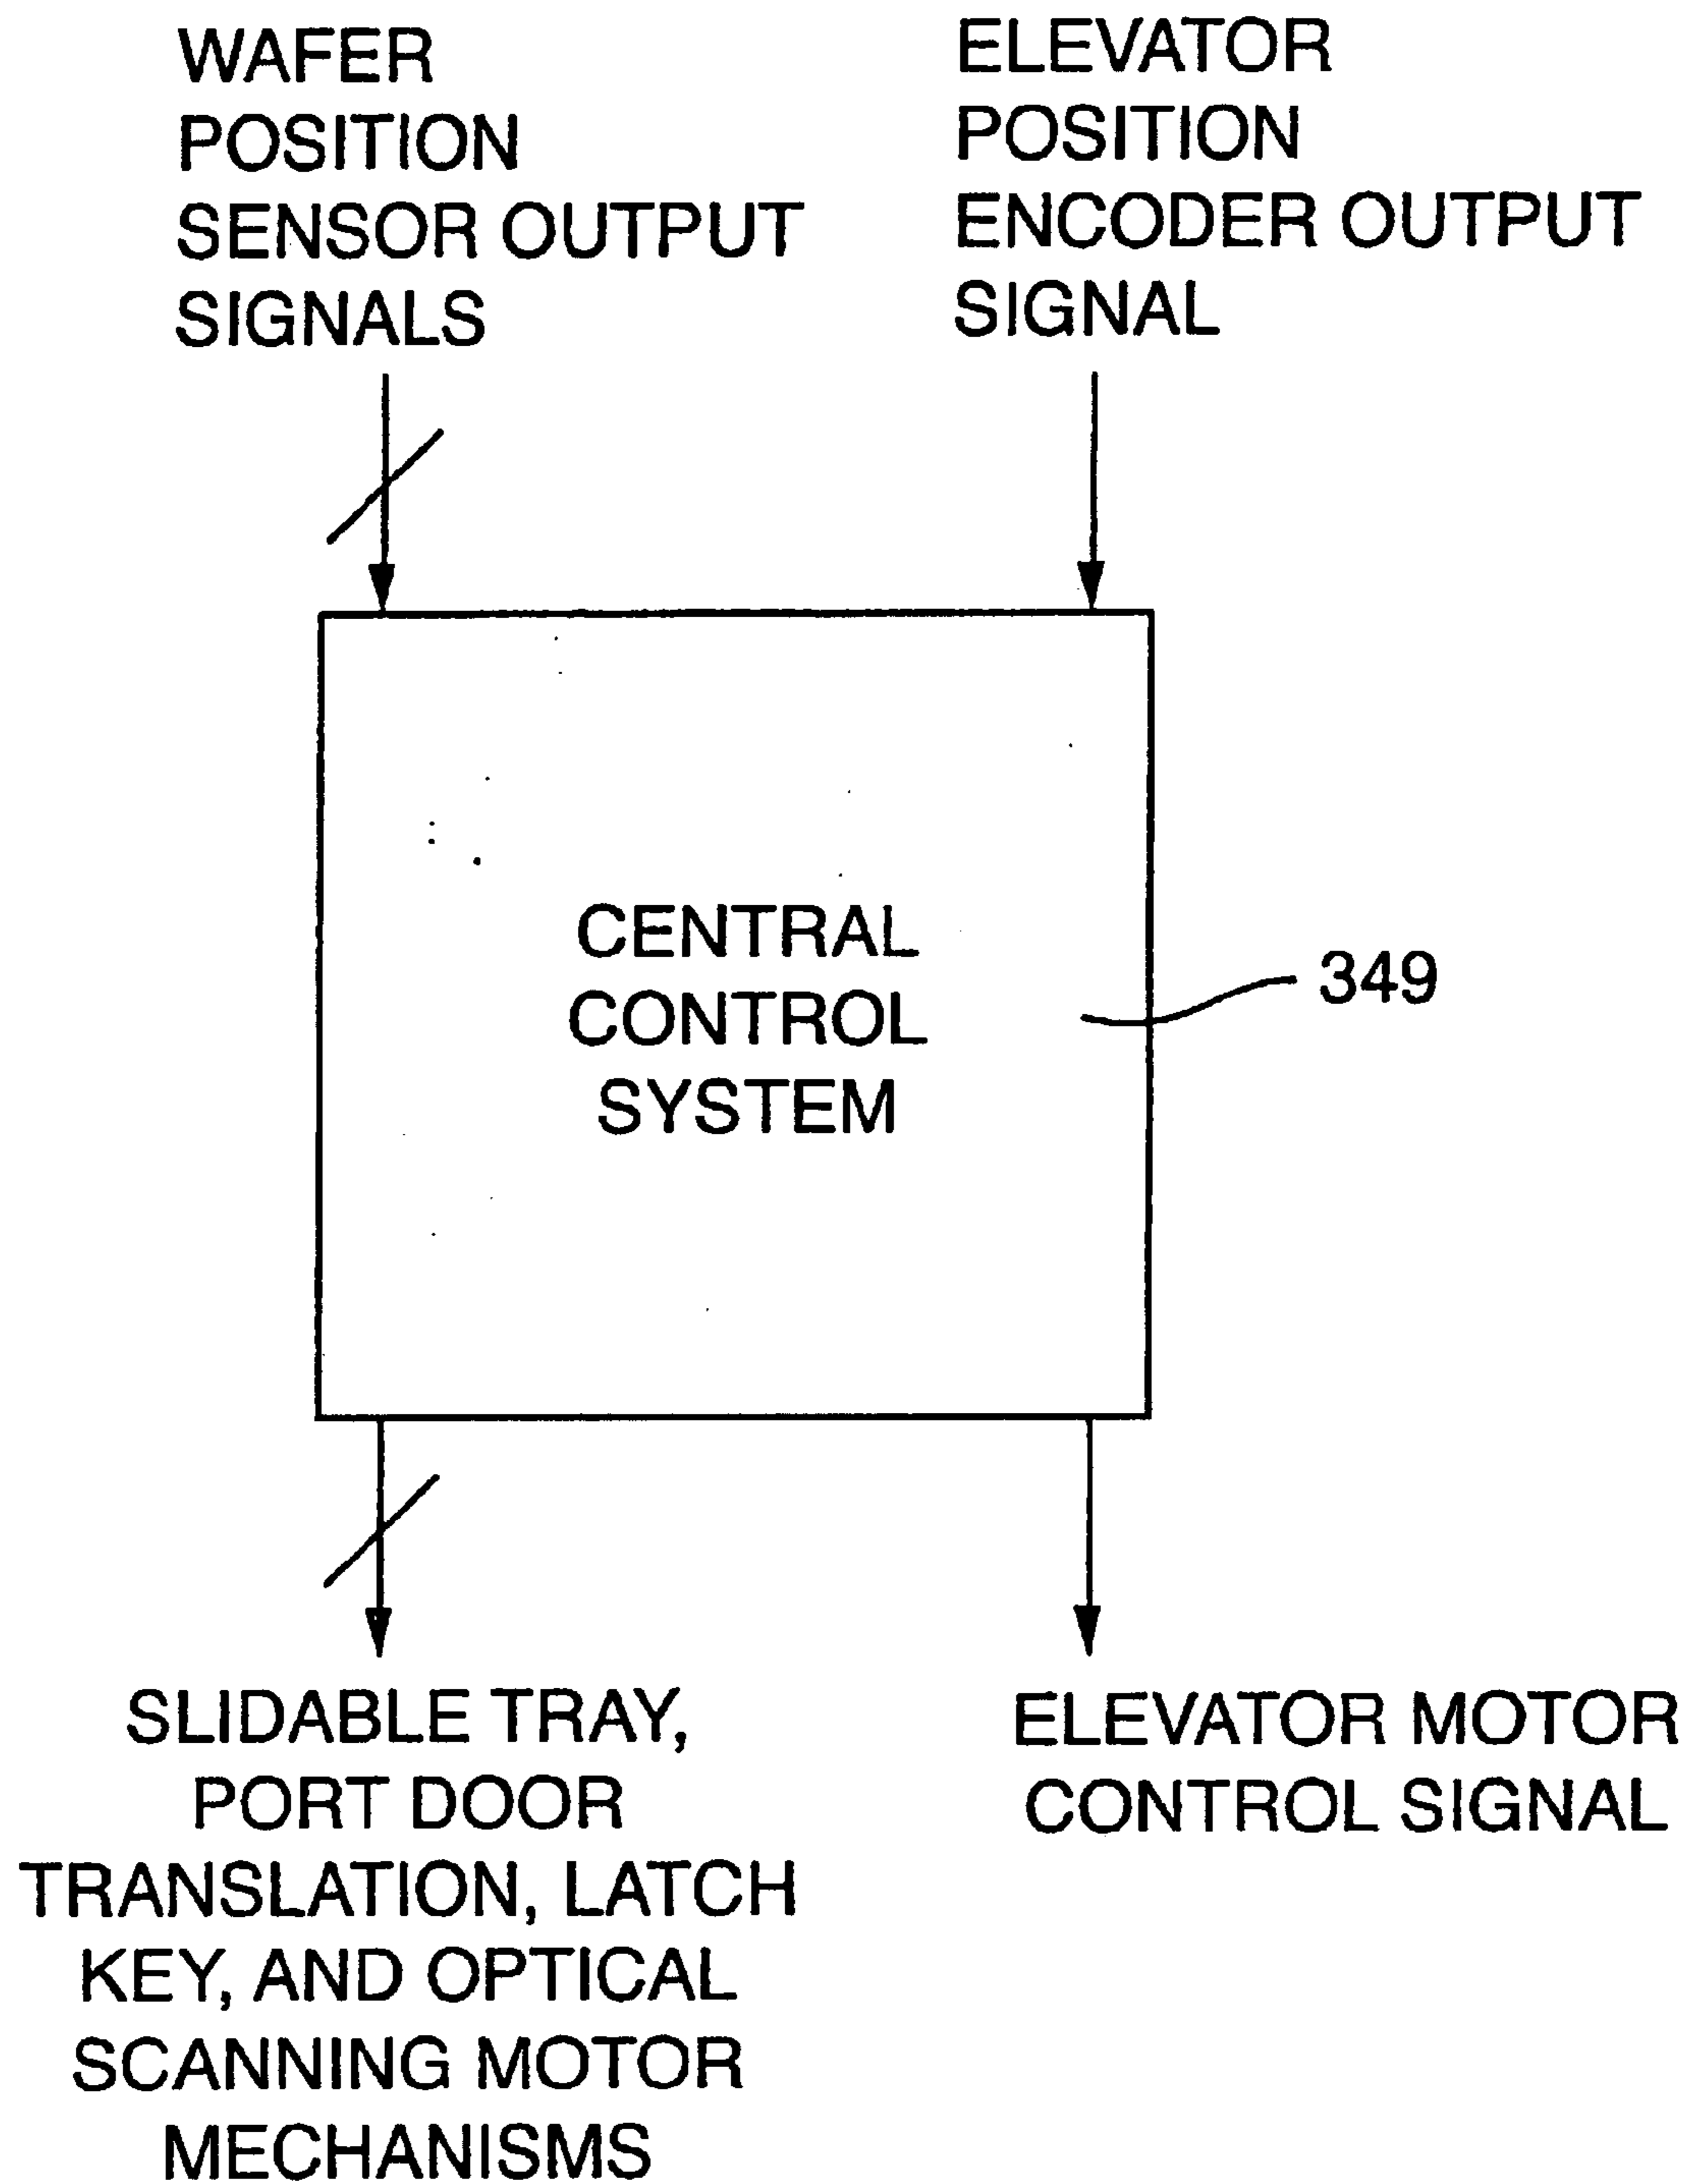 WAFER
POSITION
SENSOR OUTPUT
SIGNALS
ELEVATOR
POSITION
ENCODER OUTPUT
SIGNAL
CENTRAL
CONTROL
SYSTEM
349
SLIDABLE TRAY,
PORT DOOR
TRANSLATION, LATCH
KEY, AND OPTICAL
SCANNING MOTOR
MECHANISMS
ELEVATOR MOTOR
CONTROL SIGNAL